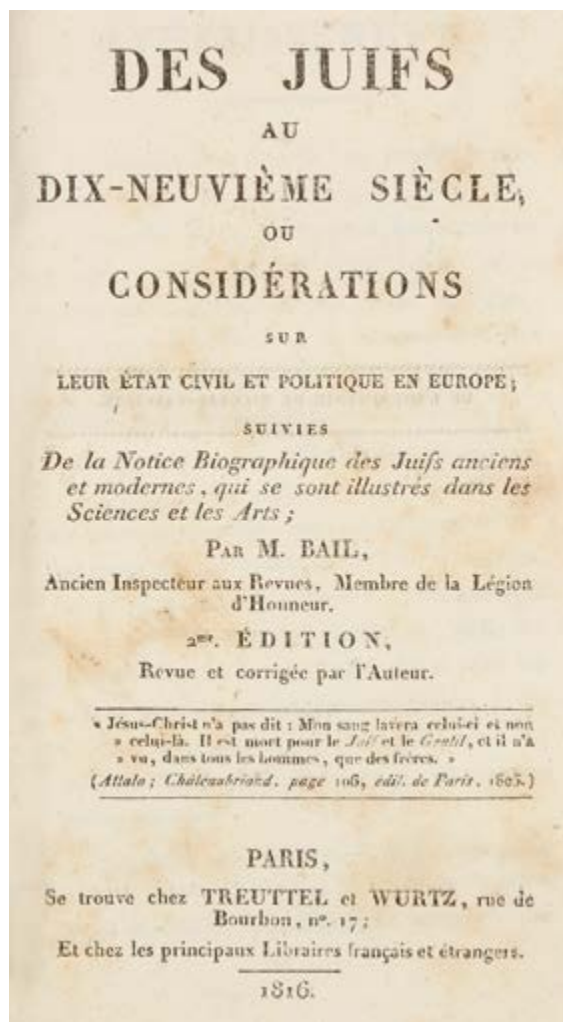 DES JUIFS
AU
DIX-NEUVIÈME SIÈCLE,
OU
CONSIDÉRATIONS
SUR
LEUR ÉTAT CIVIL ET POLITIQUE EN EUROPE;
SUIVIES
De la Notice Biographique des Juifs anciens
et modernes, qui se sont illustrés dans les
Sciences et les Arts;
PAR M. BAIL,
Ancien Inspecteur aux Revues, Membre de la Légion
d'Honneur.
2me. ÉDITION,
Revue et corrigée par l'Auteur.
« Jésus-Christ n'a pas dit : Mon sang lavera celui-ci et non
» celui-là. Il est mort pour le Juif et le Gentil, et il n'a
» vu, dans tous les hommes, que des frères. »
(Attala; Châteaubriand, page 106, édit. de Paris, 1805.)
PARIS,
Se trouve chez TREUTTEL et WURTZ, rue de
Bourbon, no. 17;
Et chez les principaux Libraires français et étrangers.
1816.